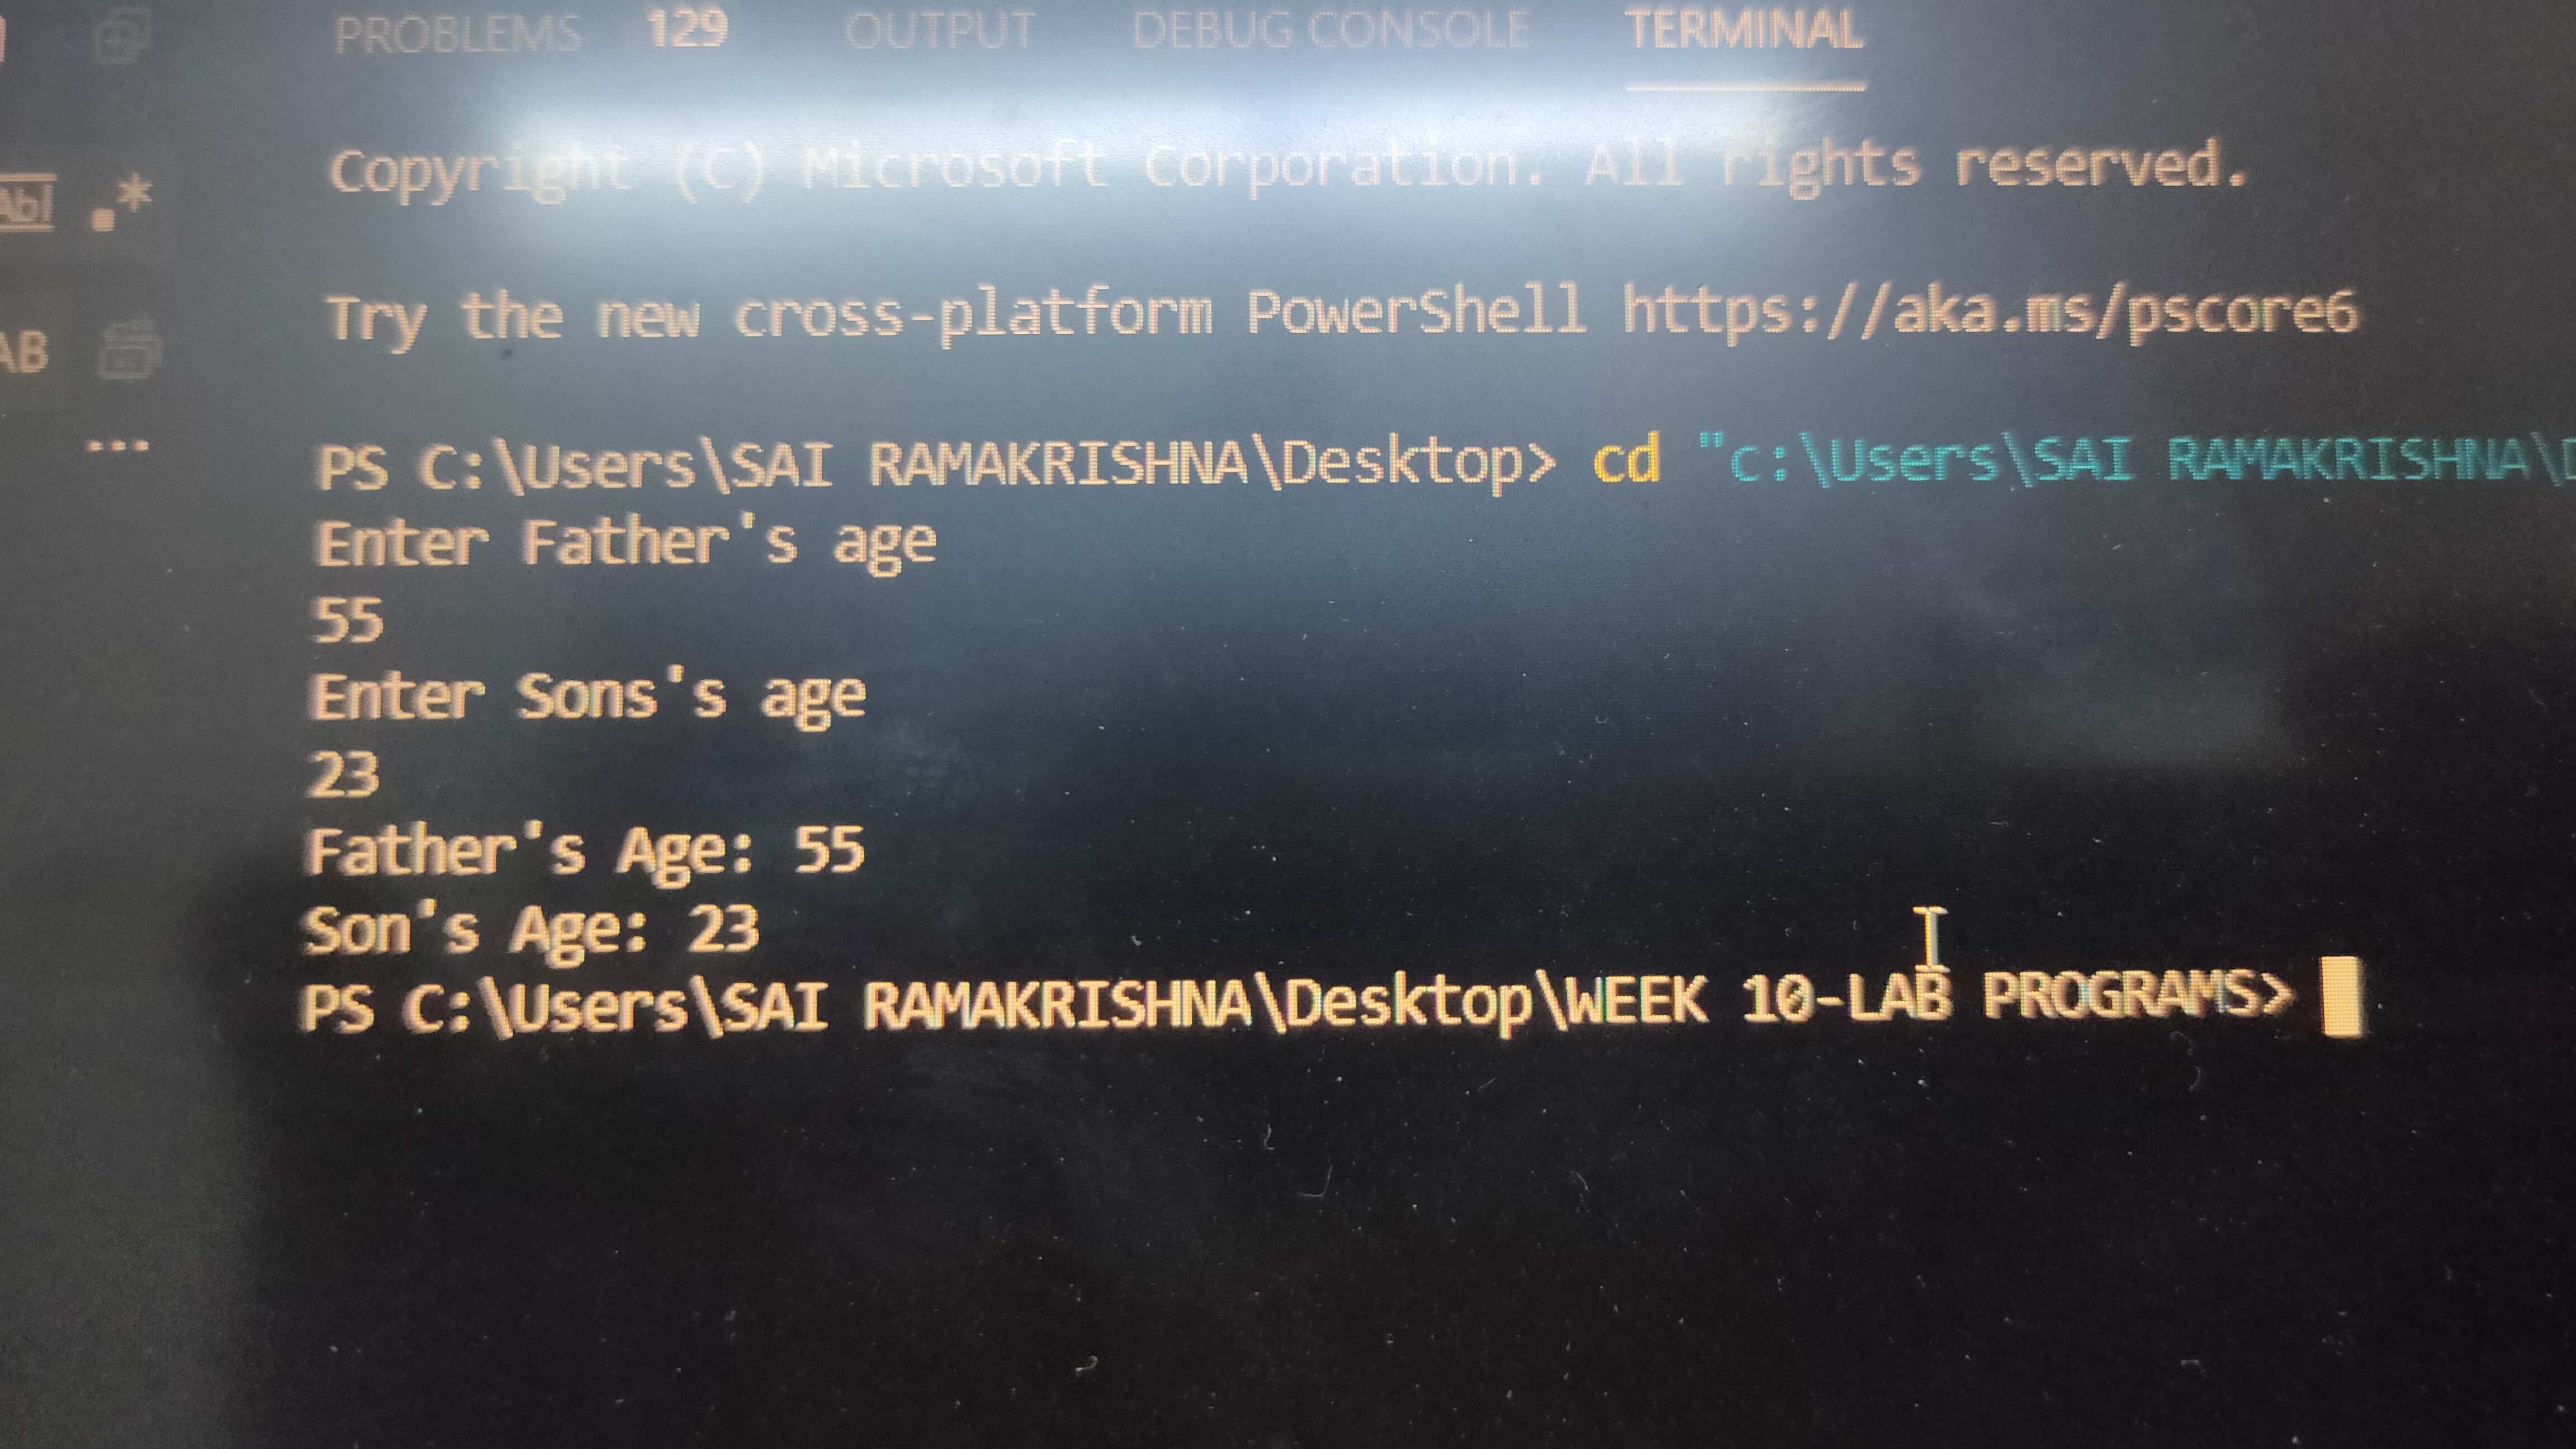 PROBLEMS 129 OUTPUT DEBUG CONSOLE TERMINAL
Copyright (C) Microsoft Corporation. All rights reserved.
Abl .*
Try the new cross-platform PowerShell https://aka.ms/pscore6
AB
...
PS C:\Users\SAI RAMAKRISHNA\Desktop> cd "c:\Users\SAI RAMAKRISHNA\D
Enter Father's age
55
Enter Sons's age
23
Father's Age: 55
Son's Age: 23
PS C:\Users\SAI RAMAKRISHNA\Desktop\WEEK 10-LAB PROGRAMS>